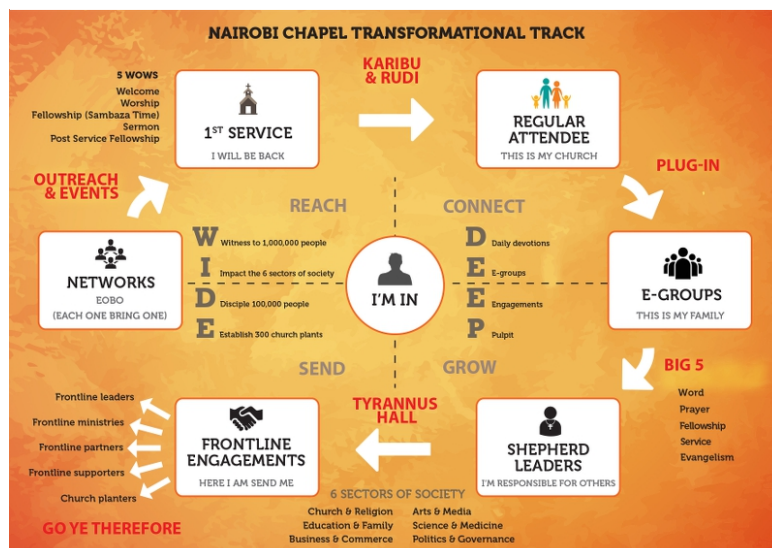 NAIROBI CHAPEL TRANSFORMATIONAL TRACK
5 WOWS
Welcome
Worship
Fellowship (Sambaza Time)
Sermon
Post Service Fellowship
1ST SERVICE
I WILL BE BACK
KARIBU
& RUDI
REGULAR
ATTENDEE
THIS IS MY CHURCH
PLUG-IN
OUTREACH
& EVENTS
REACH
CONNECT
NETWORKS
EOBO
(EACH ONE BRING ONE)
W Witness to 1,000,000 people
I Impact the 6 sectors of society
D Disciple 100,000 people
E Establish 300 church plants
I'M IN
D Daily devotions
E E-groups
E Engagements
P Pulpit
E-GROUPS
THIS IS MY FAMILY
SEND
GROW
BIG 5
Word
Prayer
Fellowship
Service
Evangelism
Frontline leaders
Frontline ministries
Frontline partners
Frontline supporters
Church planters
GO YE THEREFORE
FRONTLINE
ENGAGEMENTS
HERE I AM SEND ME
TYRANNUS
HALL
SHEPHERD
LEADERS
I'M RESPONSIBLE FOR OTHERS
6 SECTORS OF SOCIETY
Church & Religion Arts & Media
Education & Family Science & Medicine
Business & Commerce Politics & Governance